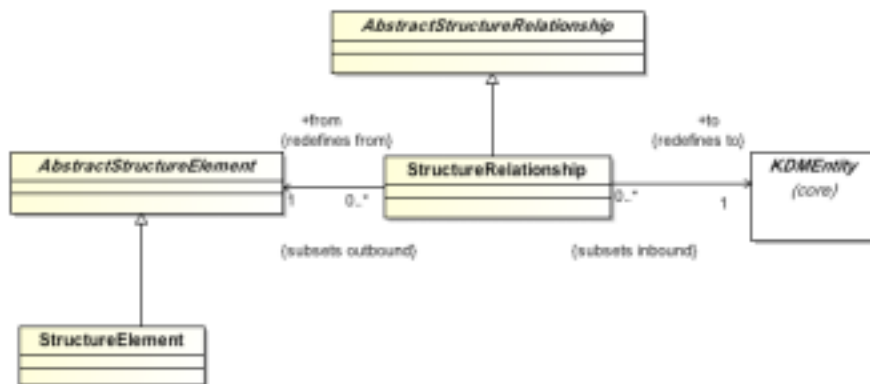 AbstractStructureRelationship
+from
{redefines from}
+to
{redefines to}
AbstractStructureElement
StructureRelationship
KDMEntity
(core)
1
0..*
0..*
1
{subsets outbound}
{subsets inbound}
StructureElement